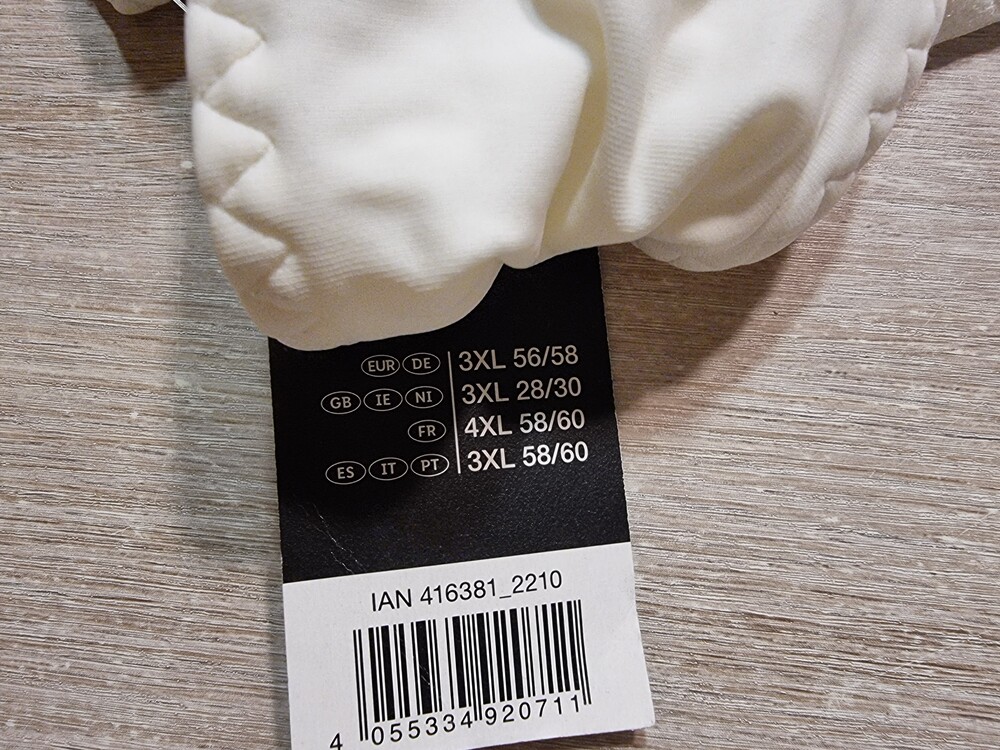 EUR DE 3XL 56/58
GB IE NI 3XL 28/30
FR 4XL 58/60
ES IT PT 3XL 58/60
IAN 416381_2210
4 055334 920711